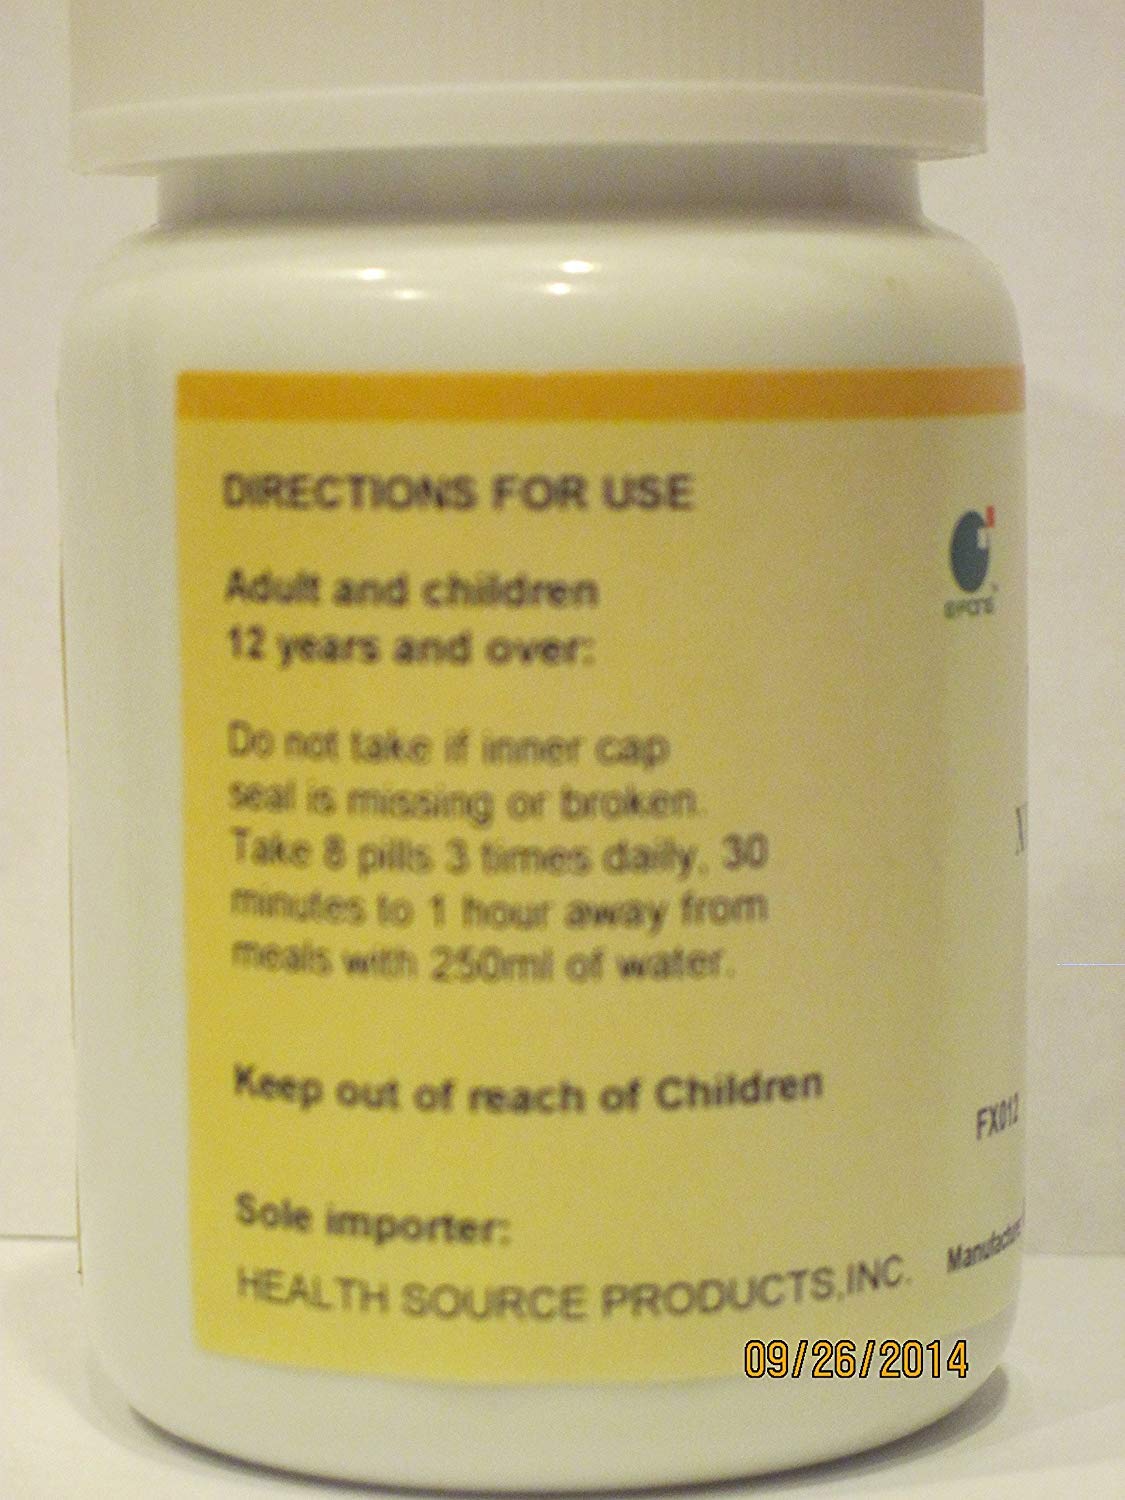 DIRECTIONS FOR USE
Adult and children
12 years and over:
Do not take if inner cap
seal is missing or broken.
Take 8 pills 3 times daily, 30
minutes to 1 hour away from
meals with 250ml of water.
Keep out of reach of Children
Sole importer:
HEALTH SOURCE PRODUCTS,INC.
FX012
09/26/2014